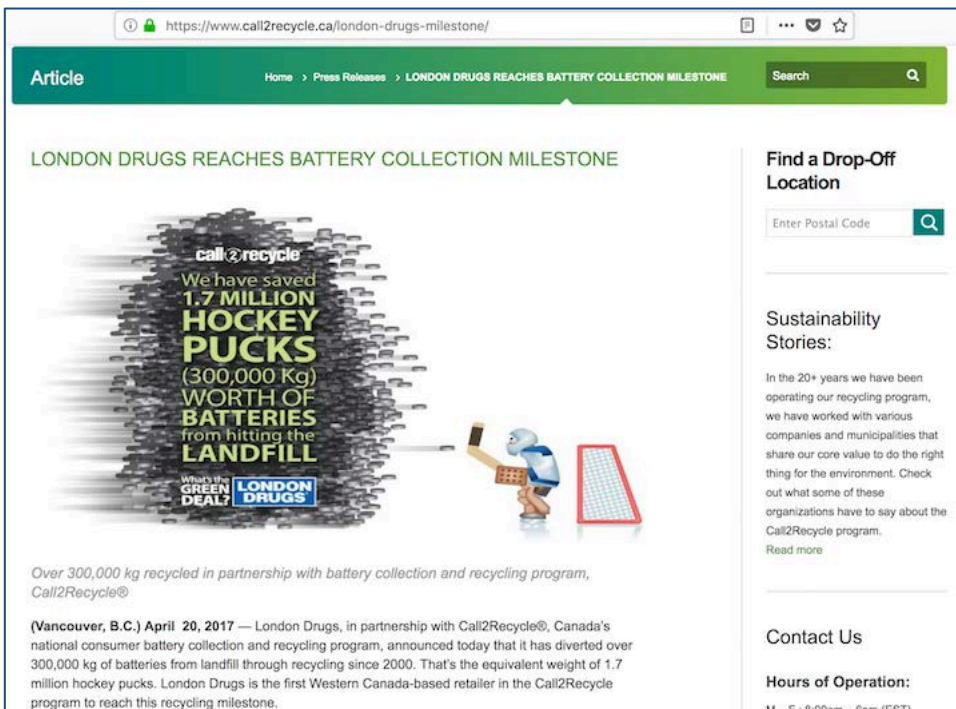 https://www.call2recycle.ca/london-drugs-milestone/
Article
Home > Press Releases > LONDON DRUGS REACHES BATTERY COLLECTION MILESTONE
Search
LONDON DRUGS REACHES BATTERY COLLECTION MILESTONE
call2recycle
We have saved
1.7 MILLION
HOCKEY
PUCKS
(300,000 Kg)
WORTH OF
BATTERIES
from hitting the
LANDFILL
What's the
GREEN
DEAL?
LONDON
DRUGS
Over 300,000 kg recycled in partnership with battery collection and recycling program,
Call2Recycle®
(Vancouver, B.C.) April 20, 2017 — London Drugs, in partnership with Call2Recycle®, Canada's
national consumer battery collection and recycling program, announced today that it has diverted over
300,000 kg of batteries from landfill through recycling since 2000. That's the equivalent weight of 1.7
million hockey pucks. London Drugs is the first Western Canada-based retailer in the Call2Recycle
program to reach this recycling milestone.
Find a Drop-Off
Location
Enter Postal Code
Sustainability
Stories:
In the 20+ years we have been
operating our recycling program,
we have worked with various
companies and municipalities that
share our core value to do the right
thing for the environment. Check
out what some of these
organizations have to say about the
Call2Recycle program.
Read more
Contact Us
Hours of Operation: